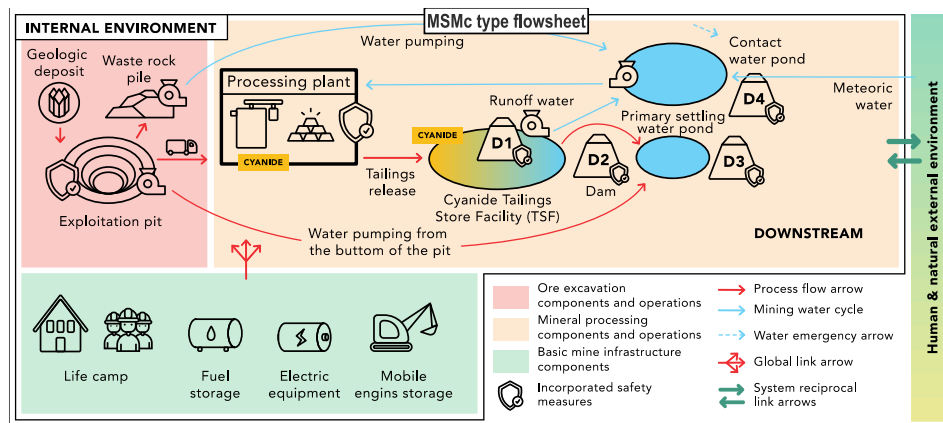 INTERNAL ENVIRONMENT
MSMc type flowsheet
Geologic
deposit
Waste rock
pile
Water pumping
Contact
water pond
Processing plant
Runoff water
D4
Meteoric
water
CYANIDE
CYANIDE
D1
Primary settling
water pond
D2
D3
Tailings
release
Dam
Exploitation pit
Cyanide Tailings
Store Facility (TSF)
Water pumping from
the buttom of the pit
DOWNSTREAM
Human & natural external environment
Life camp
Fuel
storage
Electric
equipment
Mobile
engins storage
Ore excavation
components and operations
Mineral processing
components and operations
Basic mine infrastructure
components
Incorporated safety
measures
Process flow arrow
Mining water cycle
Water emergency arrow
Global link arrow
System reciprocal
link arrows